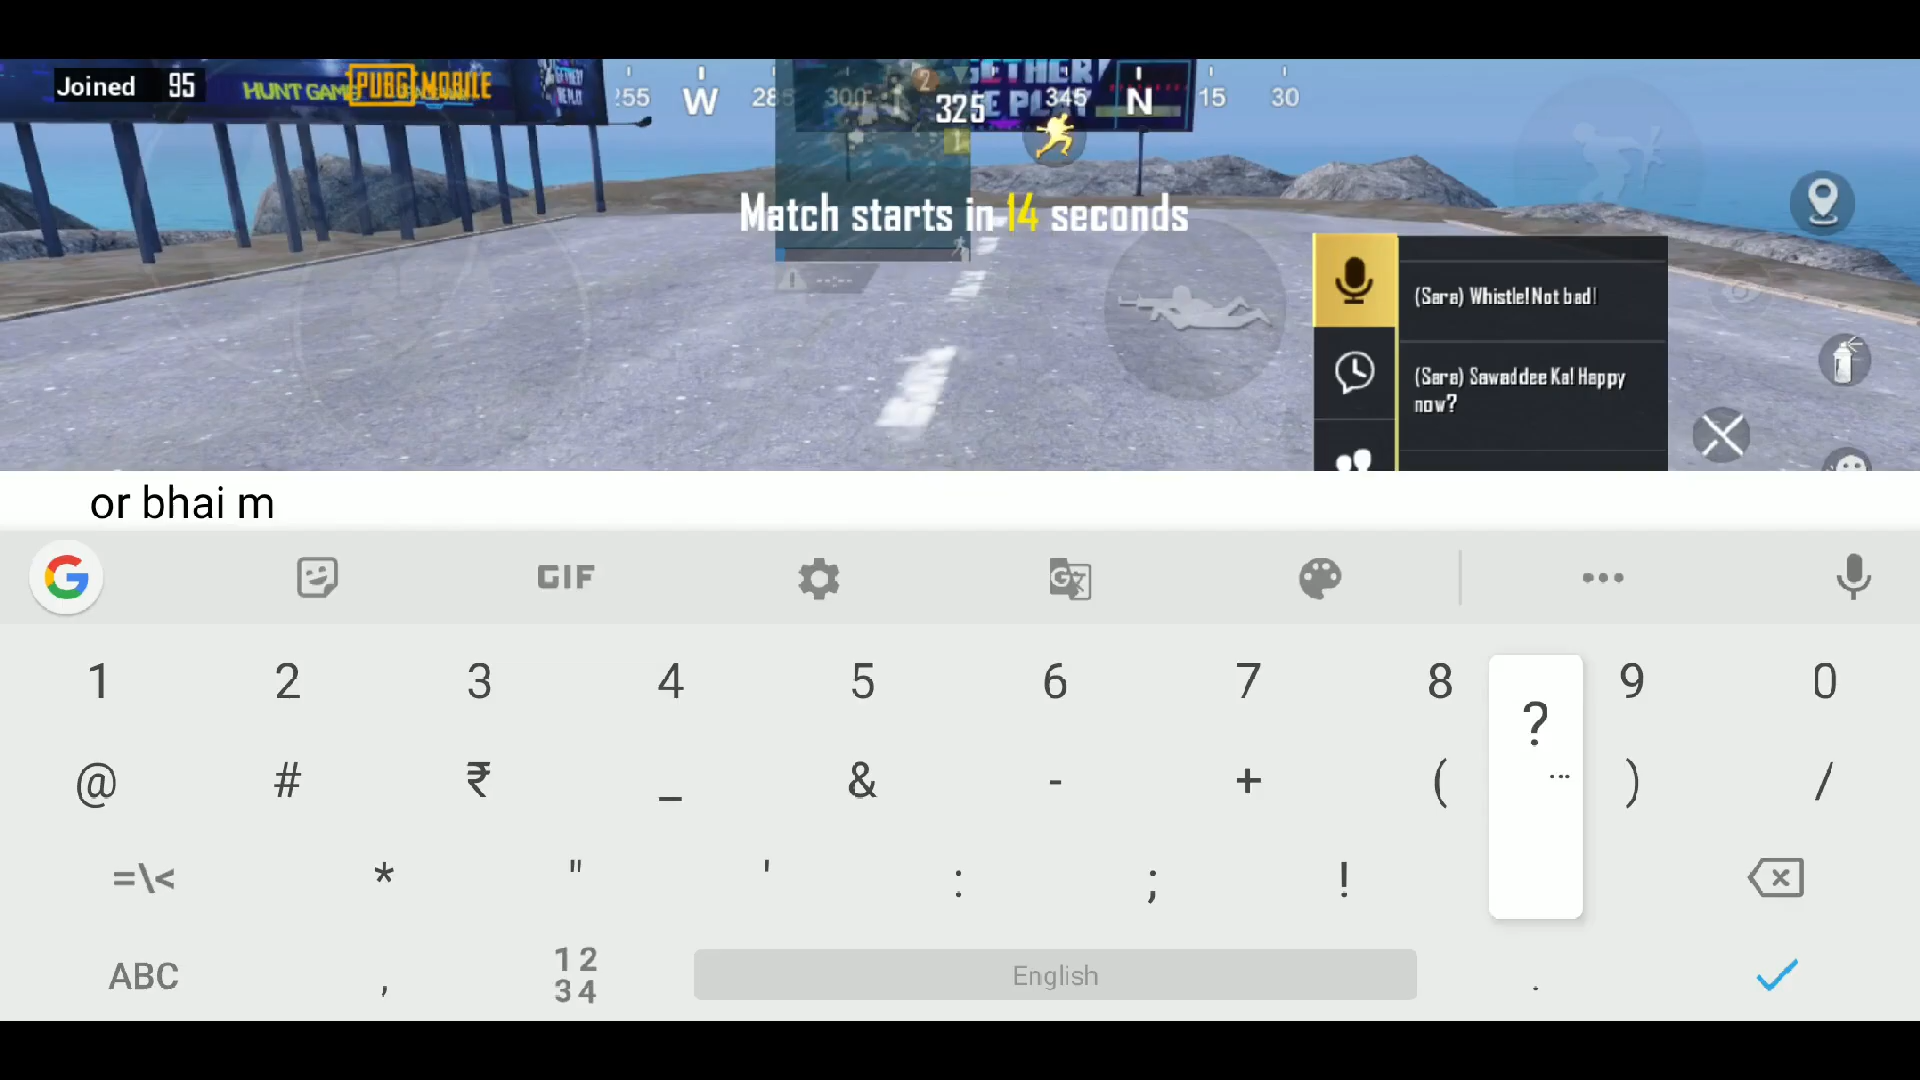 Joined 95
HUNT GAME
PUBG MOBILE
255 W 285 300 325 345 N 15 30
2
Match starts in 14 seconds
(Sara) Whistle! Not bad!
(Sara) Sawaddee Ka! Happy
now?
or bhai m
G GIF G
1 2 3 4 5 6 7 8 9 0
?
@ # ₹ _ & - + ( ... ) /
=\< * " ' : ; !
ABC , 12 English .
34